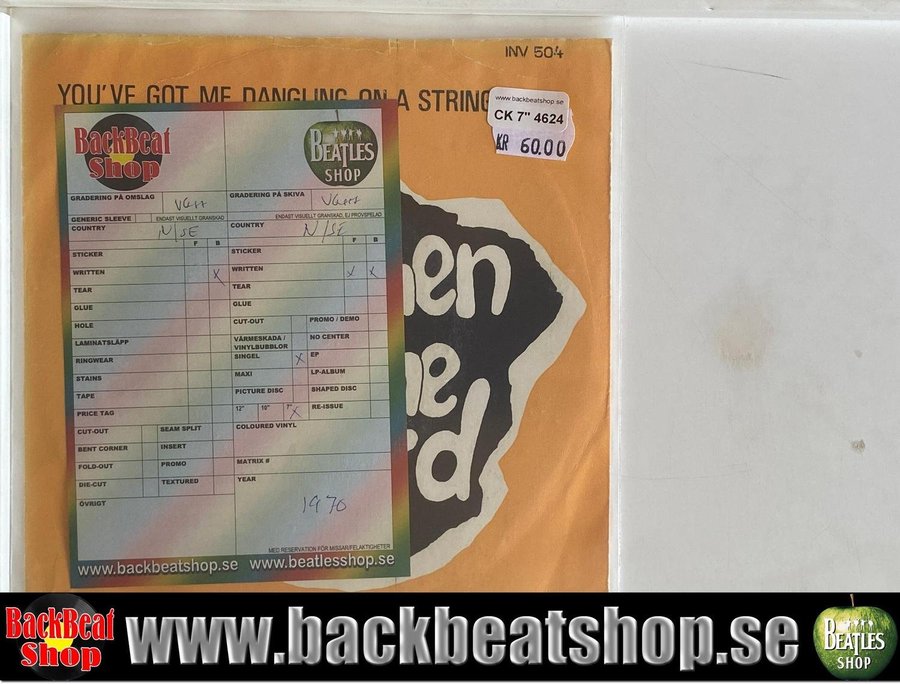 INV 504
YOU'VE GOT ME DANGLING ON A STRING
www.backbeatshop.se
CK 7" 4624
KR 60.00
BackBeat
Shop
BEATLES
SHOP
GRADERING PÅ OMSLAG
GRADERING PÅ SKIVA
GENERIC SLEEVE
ENDAST VISUELLT GRANSKAD
ENDAST VISUELLT GRANSKAD, EJ PROVSPELAD
COUNTRY N/SE
COUNTRY N/SE
F B
F B
STICKER
STICKER
WRITTEN X
WRITTEN X X
TEAR
TEAR
GLUE
GLUE
HOLE
CUT-OUT
PROMO / DEMO
LAMINATSLÄPP
VÄRMESKADA /
VINYLBUBBLOR
NO CENTER
RINGWEAR
SINGEL X
EP
STAINS
MAXI
LP-ALBUM
TAPE
PICTURE DISC
SHAPED DISC
PRICE TAG
12" 10" 7" X
RE-ISSUE
CUT-OUT
SEAM SPLIT
COLOURED VINYL
BENT CORNER
INSERT
FOLD-OUT
PROMO
MATRIX #
DIE-CUT
TEXTURED
YEAR
ÖVRIGT
1970
MED RESERVATION FÖR MISSAR/FELAKTIGHETER
www.backbeatshop.se www.beatlesshop.se
en
e
rd
BackBeat
Shop
www.backbeatshop.se
BEATLES
SHOP